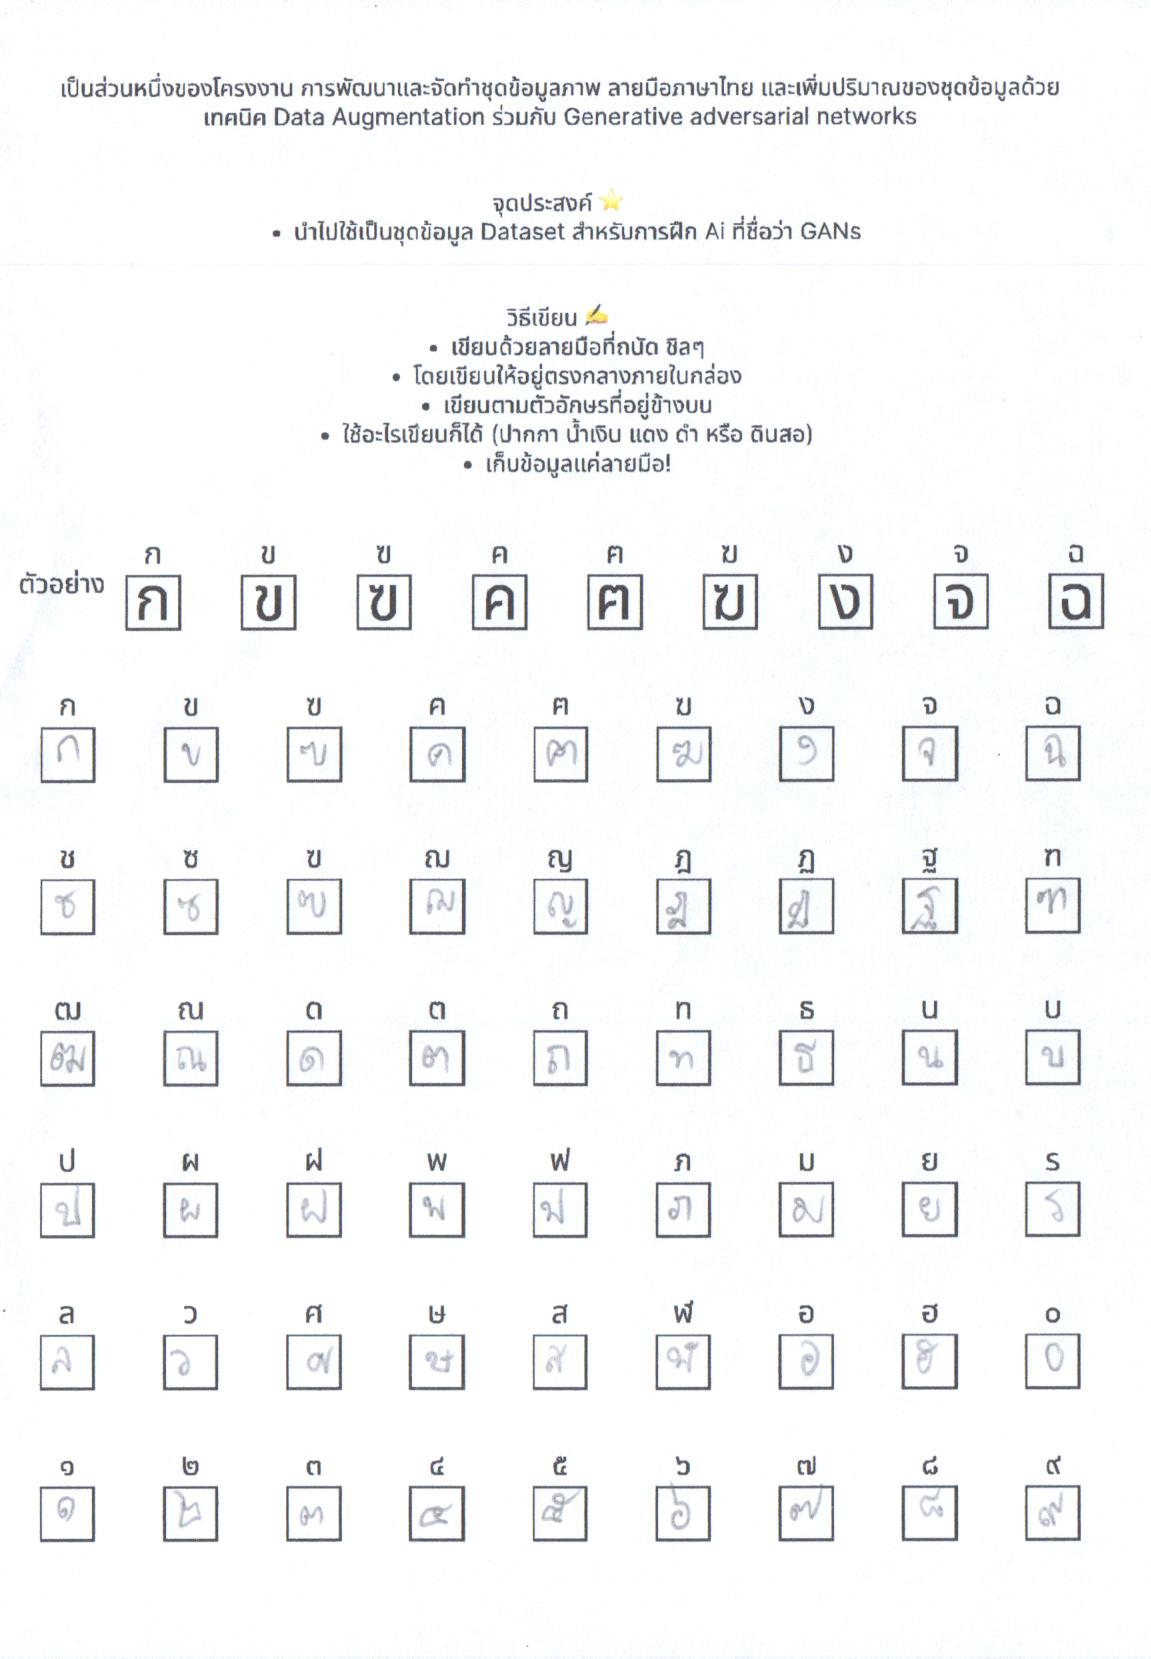 เป็นส่วนหนึ่งของโครงงาน การพัฒนาและจัดทำชุดข้อมูลภาพ ลายมือภาษาไทย และเพิ่มปริมาณของชุดข้อมูลด้วย
เทคนิค Data Augmentation ร่วมกับ Generative adversarial networks
จุดประสงค์ ⭐
• นำไปใช้เป็นชุดข้อมูล Dataset สำหรับการฝึก Ai ที่ชื่อว่า GANs
วิธีเขียน ✍️
• เขียนด้วยลายมือที่ถนัด ชิลๆ
• โดยเขียนให้อยู่ตรงกลางภายในกล่อง
• เขียนตามตัวอักษรที่อยู่ข้างบน
• ใช้อะไรเขียนก็ได้ (ปากกา น้ำเงิน แดง ดำ หรือ ดินสอ)
• เก็บข้อมูลแค่ลายมือ!
ก ข ฃ ค ฅ ฆ ง จ ฉ
ตัวอย่าง ก ข ฃ ค ฅ ฆ ง จ ฉ
ก ข ฃ ค ฅ ฆ ง จ ฉ
ก ข ฃ ค ฅ ฆ ง จ ฉ
ช ซ ฃ ฌ ญ ฎ ฏ ฐ ฑ
ช ซ ฃ ฌ ญ ฎ ฏ ฐ ฑ
ฒ ณ ด ต ถ ท ธ น บ
ฒ ณ ด ต ถ ท ธ น บ
ป ผ ฝ พ ฟ ภ ม ย ร
ป ผ ฝ พ ฟ ภ ม ย ร
ล ว ศ ษ ส ฬ อ ฮ ๐
ล ว ศ ษ ส ฬ อ ฮ ๐
๑ ๒ ๓ ๔ ๕ ๖ ๗ ๘ ๙
๑ ๒ ๓ ๔ ๕ ๖ ๗ ๘ ๙